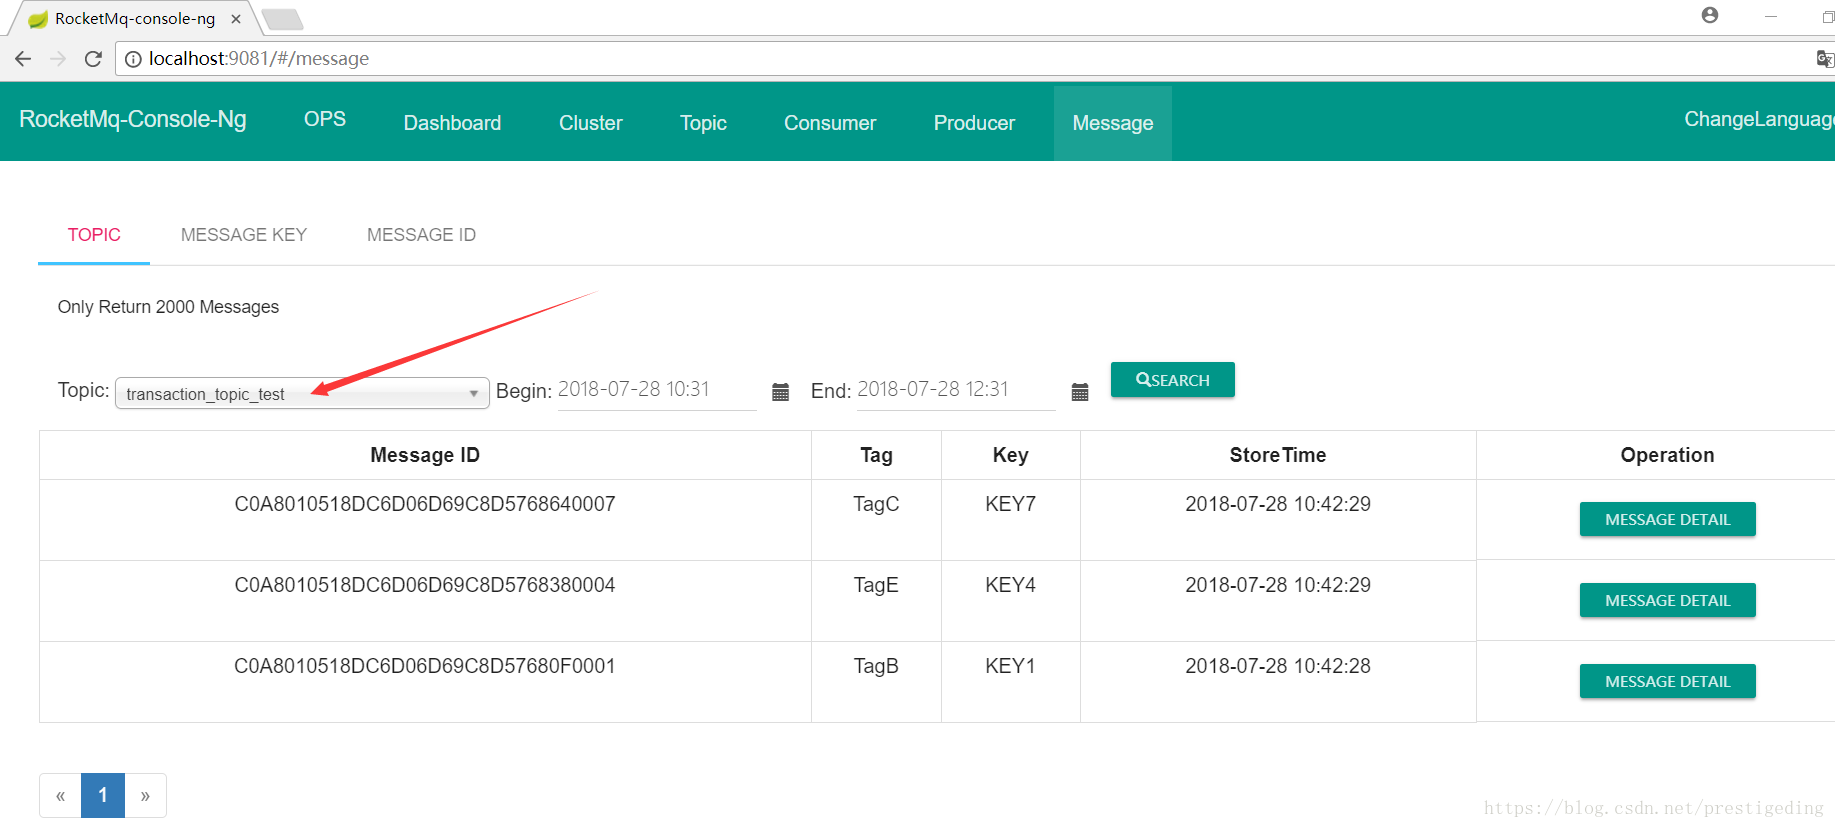 RocketMq-console-ng
localhost:9081/#/message
RocketMq-Console-Ng OPS Dashboard Cluster Topic Consumer Producer Message ChangeLanguage
TOPIC MESSAGE KEY MESSAGE ID
Only Return 2000 Messages
Topic: transaction_topic_test Begin: 2018-07-28 10:31 End: 2018-07-28 12:31 SEARCH
Message ID Tag Key StoreTime Operation
C0A8010518DC6D06D69C8D5768640007 TagC KEY7 2018-07-28 10:42:29 MESSAGE DETAIL
C0A8010518DC6D06D69C8D5768380004 TagE KEY4 2018-07-28 10:42:29 MESSAGE DETAIL
C0A8010518DC6D06D69C8D57680F0001 TagB KEY1 2018-07-28 10:42:28 MESSAGE DETAIL
« 1 »
https://blog.csdn.net/prestigeding